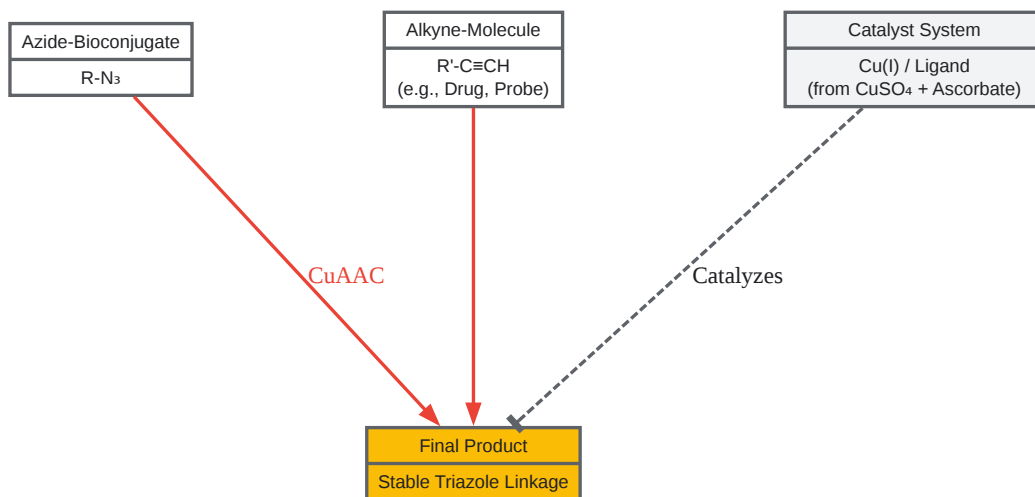 Azide-Bioconjugate
R-N₃
Alkyne-Molecule
R'-C≡CH
(e.g., Drug, Probe)
Catalyst System
Cu(I) / Ligand
(from CuSO₄ + Ascorbate)
CuAAC
Catalyzes
Final Product
Stable Triazole Linkage